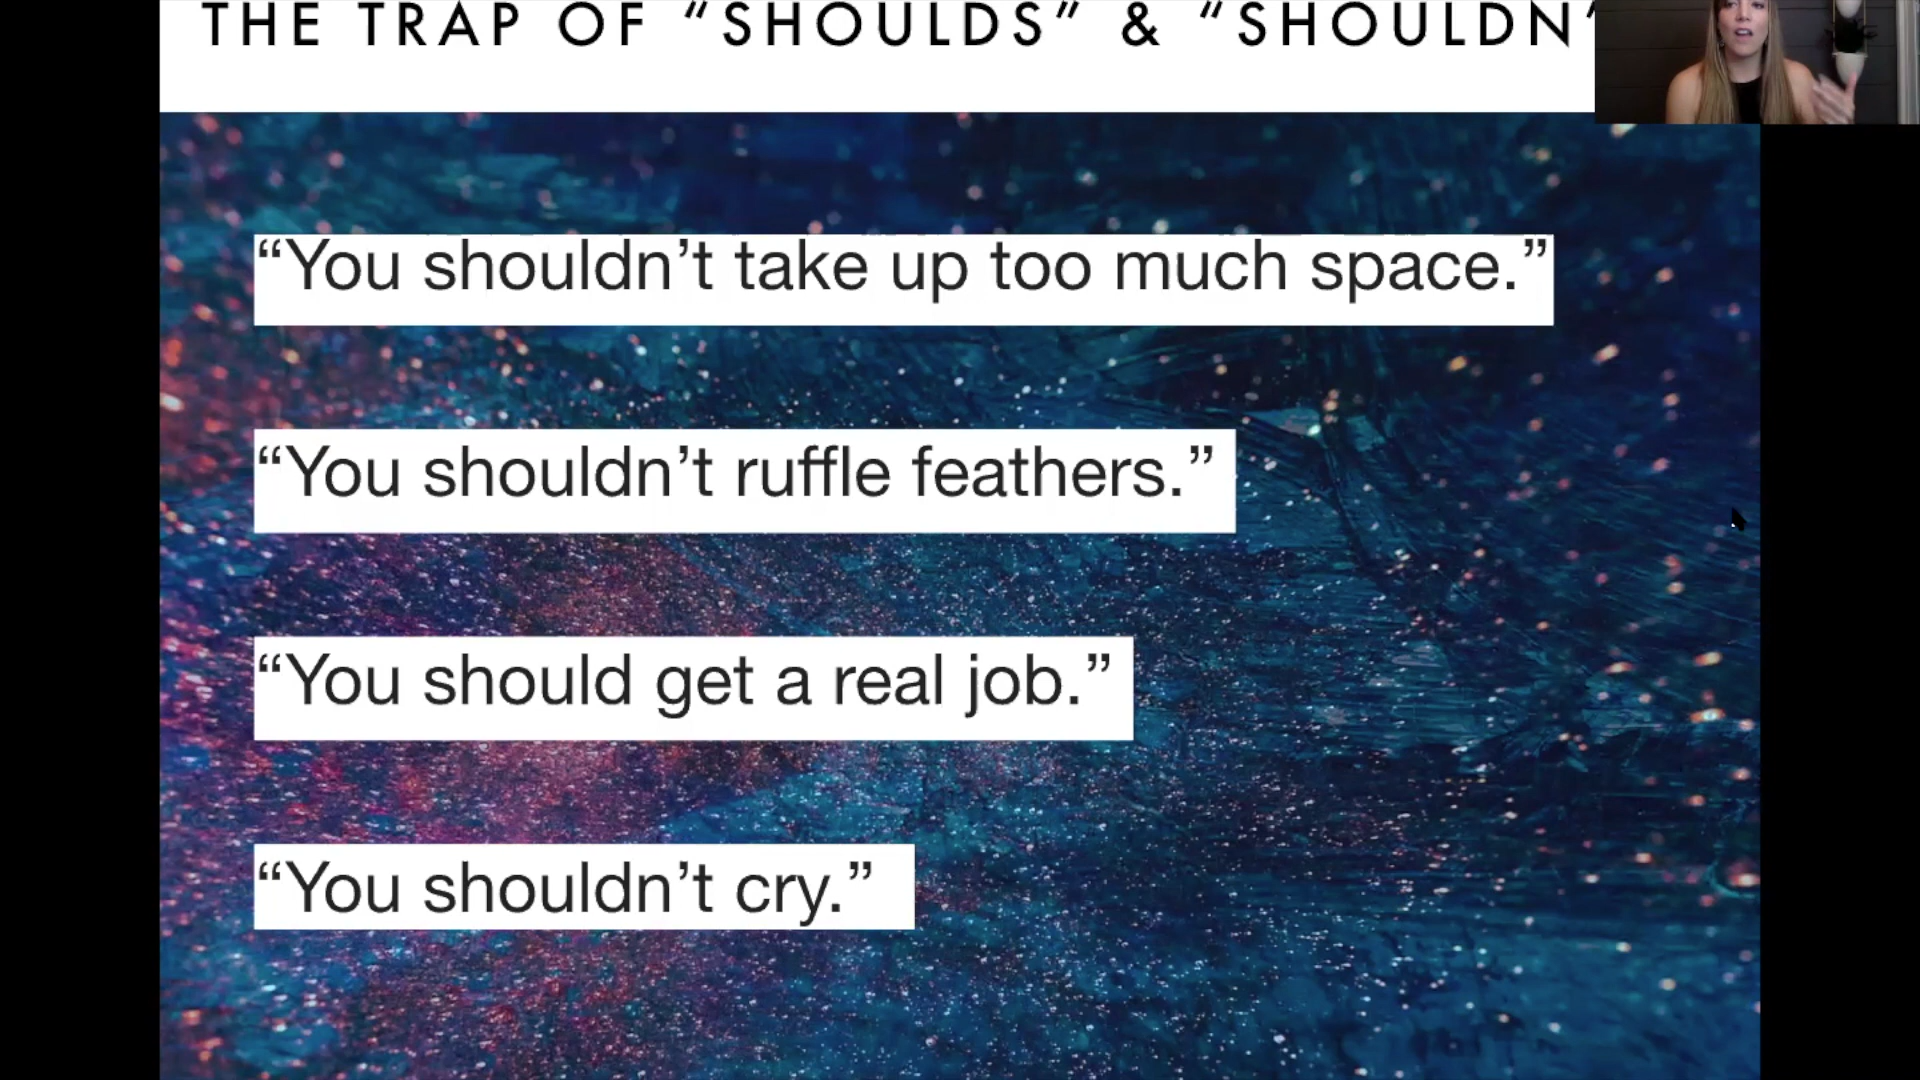 THE TRAP OF “SHOULDS” & “SHOULDN’
“You shouldn’t take up too much space.”
“You shouldn’t ruffle feathers.”
“You should get a real job.”
“You shouldn’t cry.”